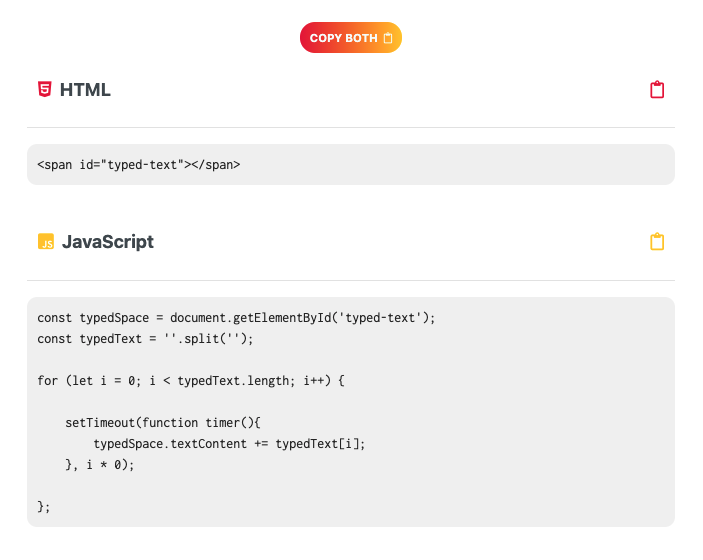 COPY BOTH
HTML
<span id="typed-text"></span>
JS JavaScript
const typedSpace = document.getElementById('typed-text');
const typedText = ''.split('');
for (let i = 0; i < typedText.length; i++) {
    setTimeout(function timer(){
        typedSpace.textContent += typedText[i];
    }, i * 0);
};